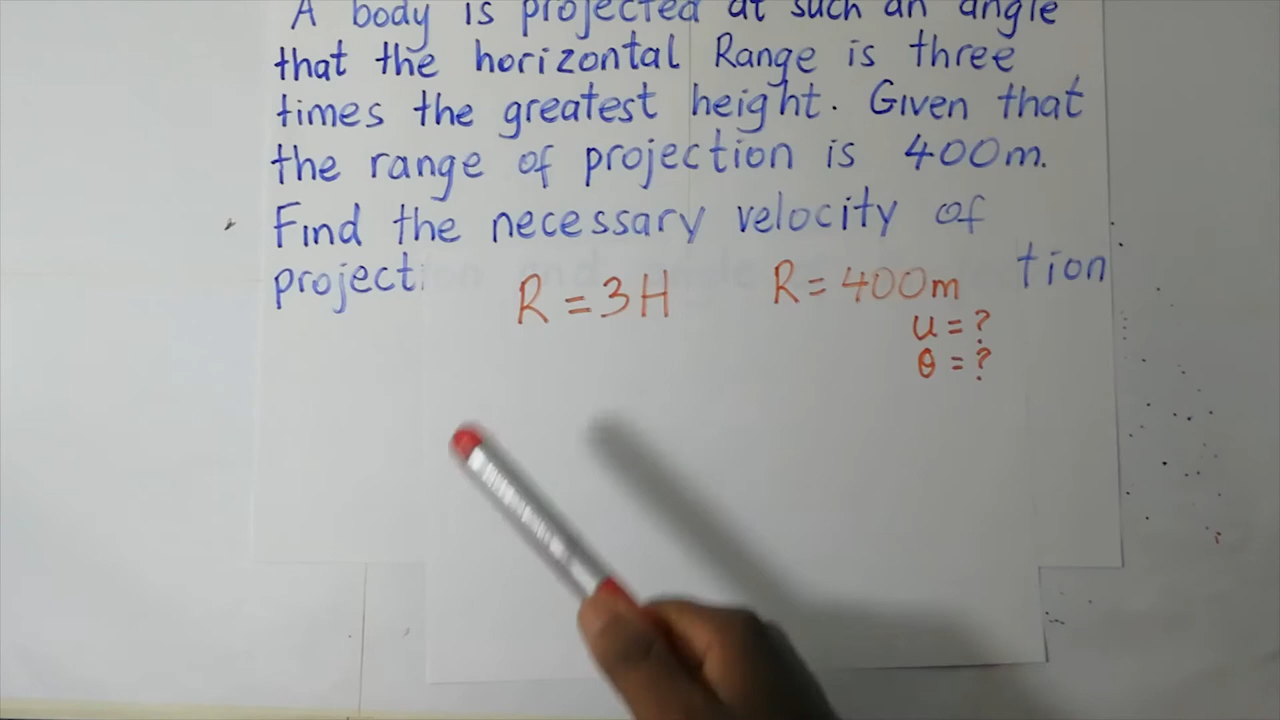 A body is projected at such an angle
that the horizontal Range is three
times the greatest height. Given that
the range of projection is 400m.
Find the necessary velocity of
project tion
R = 3H R = 400m
u = ?
θ = ?